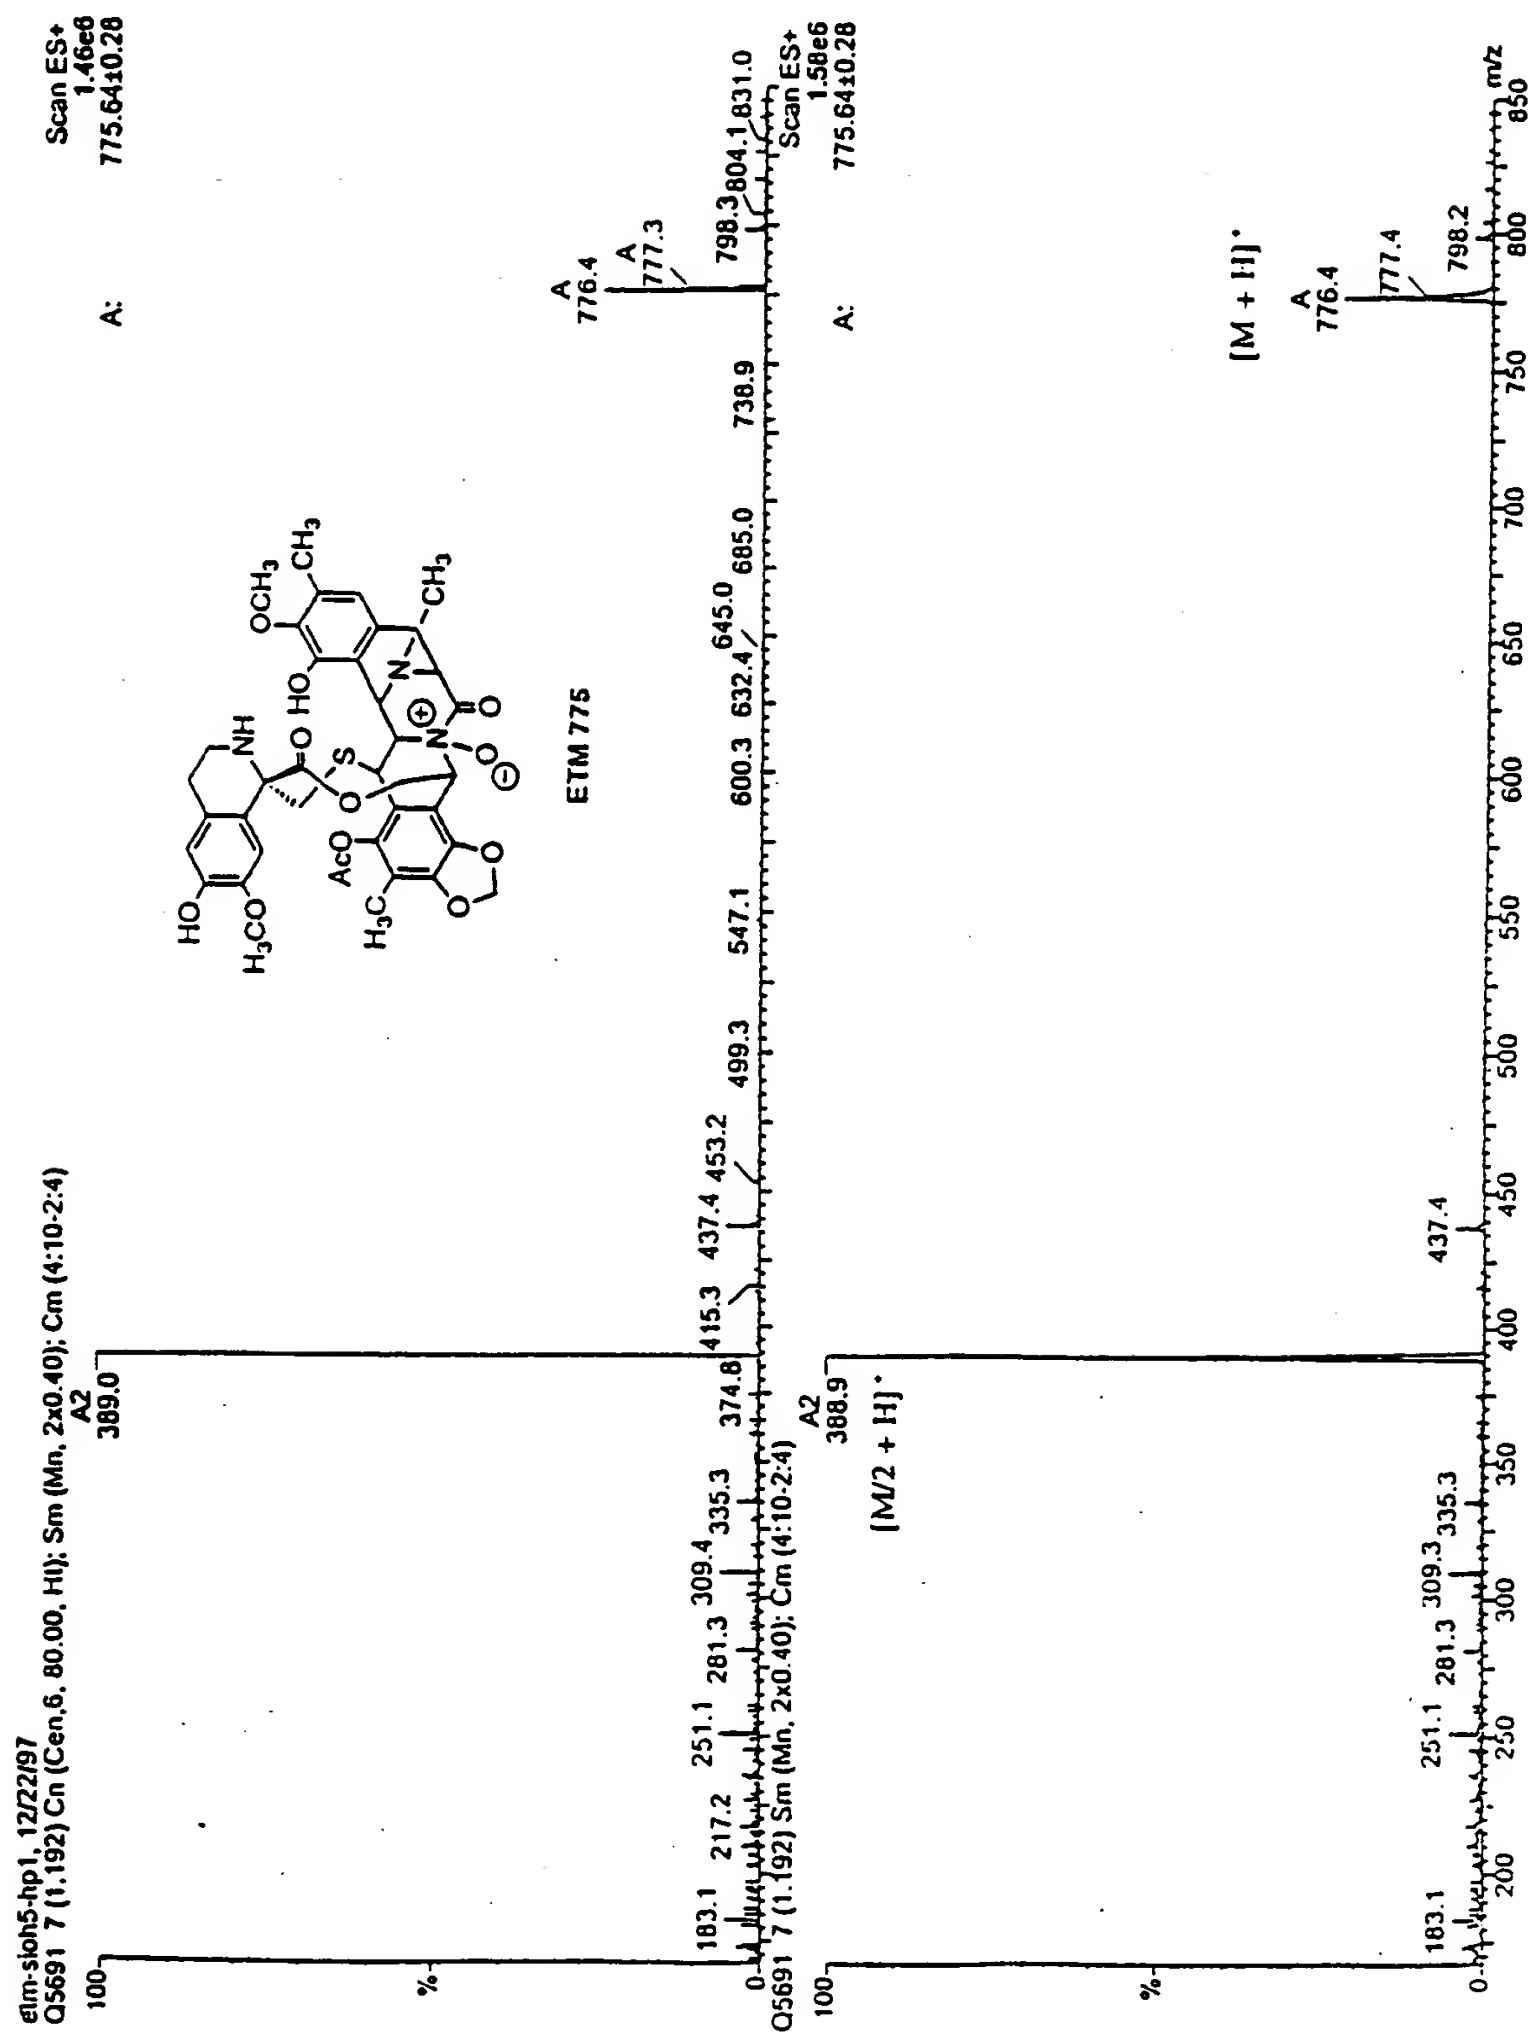 etm-sioh5-hp1, 12/22/97
Q5691 7 (1.192) Cn (Cen,6, 80.00, Ht); Sm (Mn, 2x0.40); Cm (4:10-2:4)
Scan ES+
1.46e6
A: 775.64±0.28
A2
389.0
100
%
0
183.1 217.2 251.1 281.3 309.4 335.3 374.8 415.3 437.4 453.2 499.3 547.1 600.3 632.4 645.0 685.0 738.9
A
776.4
A
777.3
798.3 804.1 831.0
HO
H3CO
NH
O
HO
OCH3
CH3
S
N
CH3
AcO
O
⊕
N
O
H3C
O
⊖
O
O
ETM 775
Q5691 7 (1.192) Sm (Mn, 2x0.40); Cm (4:10-2:4)
Scan ES+
1.58e6
A: 775.64±0.28
A2
388.9
[M/2 + H]+
[M + H]+
A
776.4
777.4
798.2
100
%
0
183.1 251.1 281.3 309.3 335.3 437.4
200 250 300 350 400 450 500 550 600 650 700 750 800 850 m/z